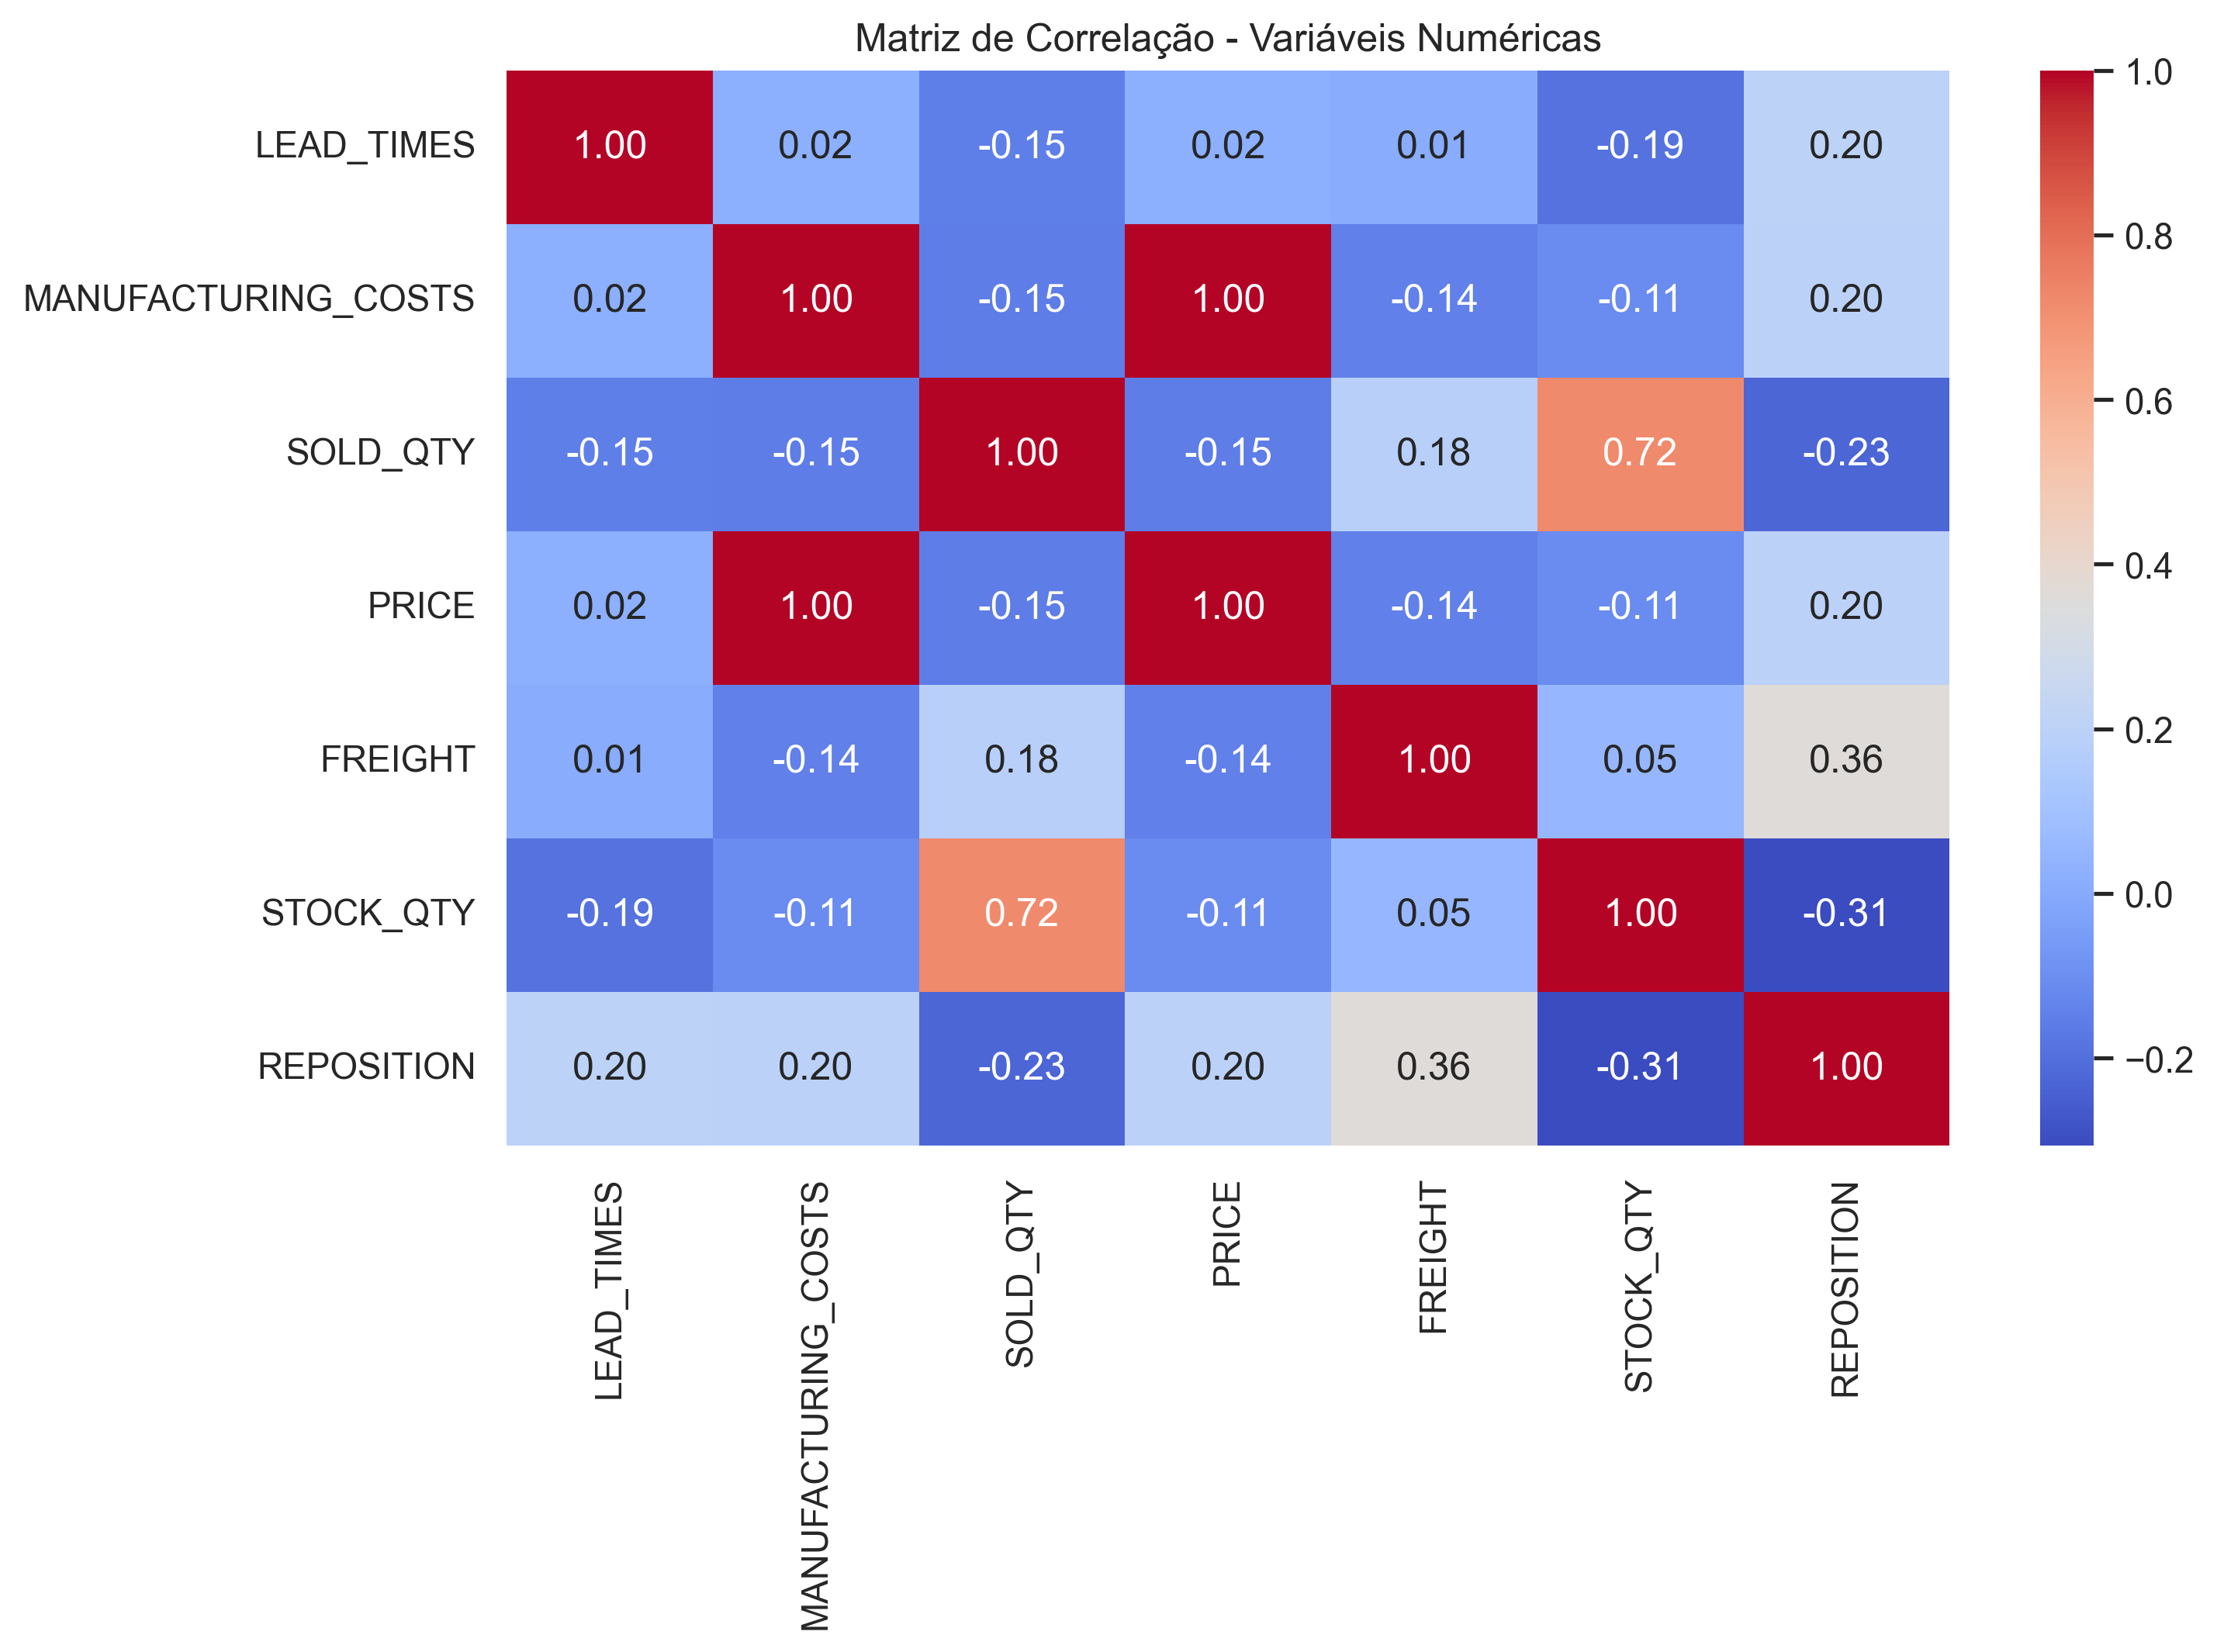 Matriz de Correlação - Variáveis Numéricas
LEAD_TIMES 1.00 0.02 -0.15 0.02 0.01 -0.19 0.20
MANUFACTURING_COSTS 0.02 1.00 -0.15 1.00 -0.14 -0.11 0.20
SOLD_QTY -0.15 -0.15 1.00 -0.15 0.18 0.72 -0.23
PRICE 0.02 1.00 -0.15 1.00 -0.14 -0.11 0.20
FREIGHT 0.01 -0.14 0.18 -0.14 1.00 0.05 0.36
STOCK_QTY -0.19 -0.11 0.72 -0.11 0.05 1.00 -0.31
REPOSITION 0.20 0.20 -0.23 0.20 0.36 -0.31 1.00
LEAD_TIMES
MANUFACTURING_COSTS
SOLD_QTY
PRICE
FREIGHT
STOCK_QTY
REPOSITION
1.0
0.8
0.6
0.4
0.2
0.0
−0.2